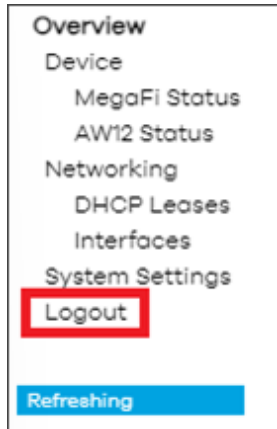 Overview
Device
MegaFi Status
AW12 Status
Networking
DHCP Leases
Interfaces
System Settings
Logout
Refreshing